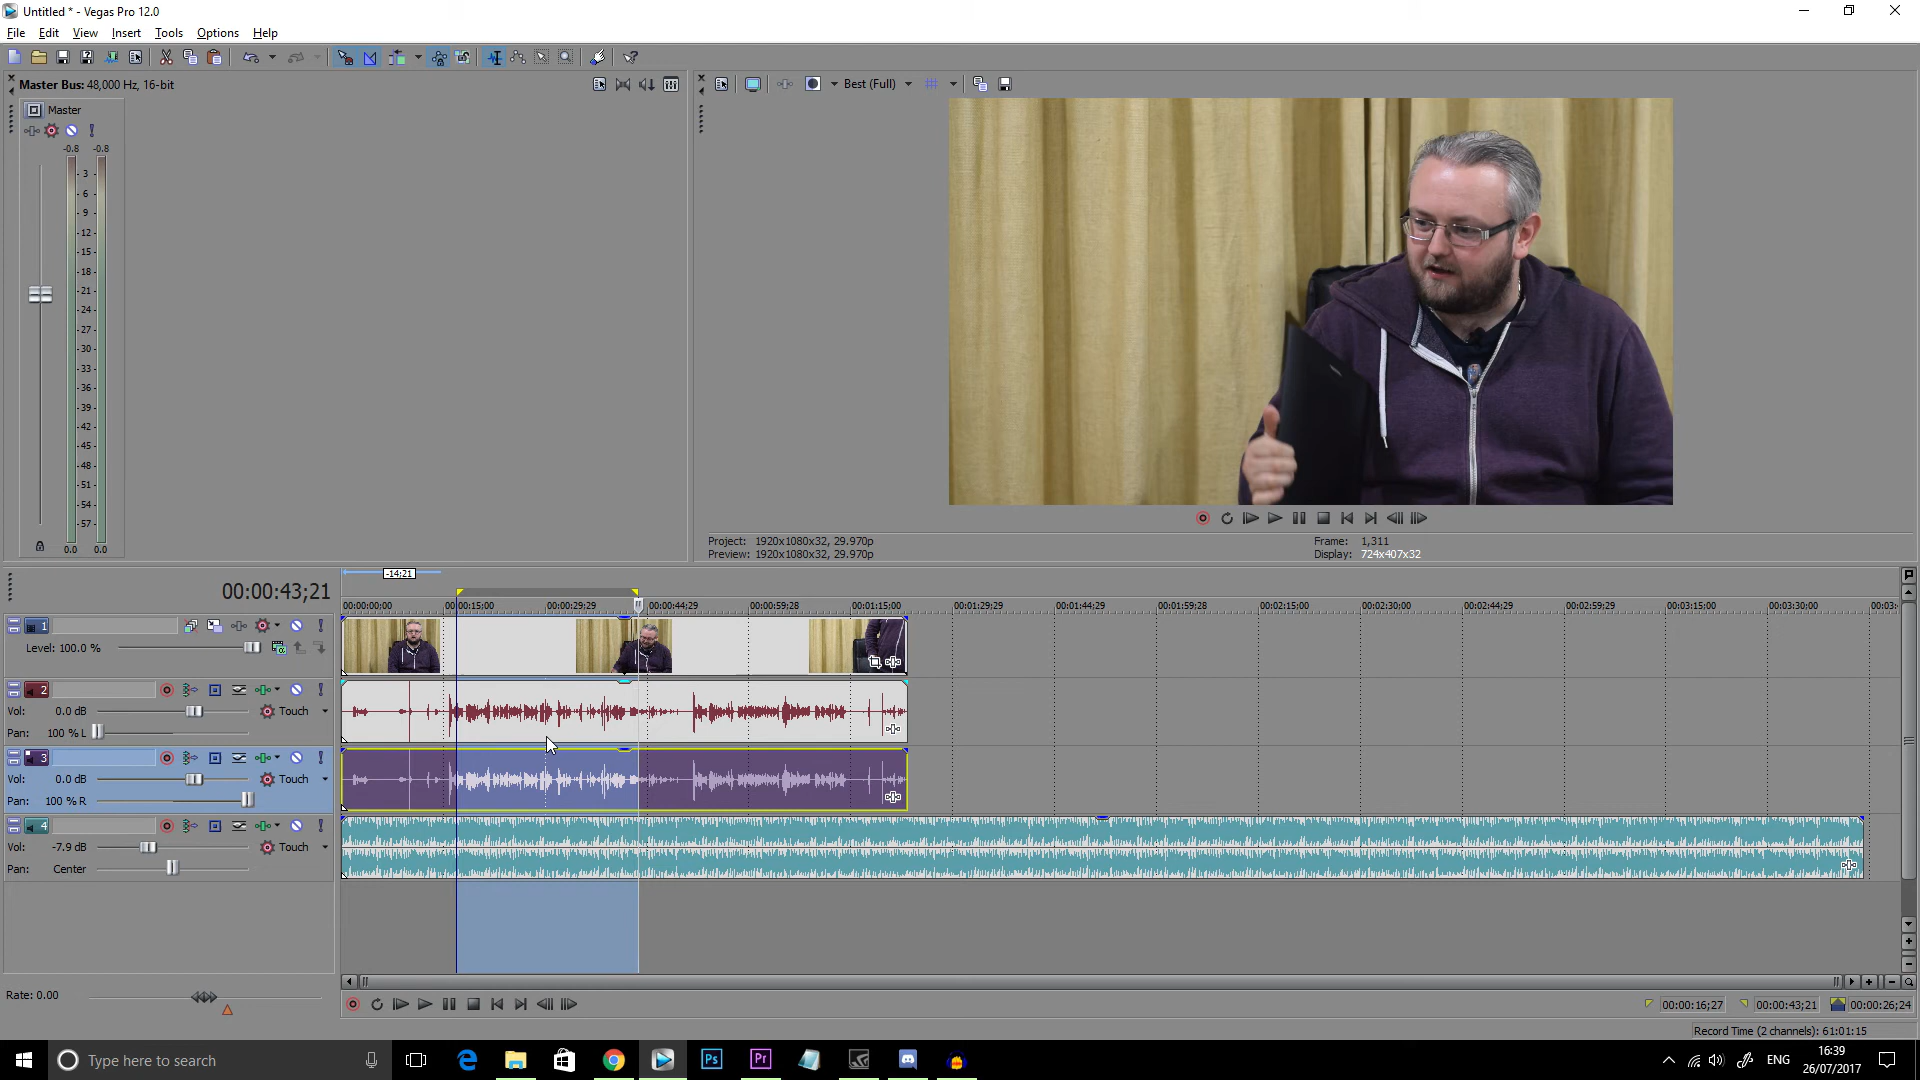 Untitled * - Vegas Pro 12.0
File Edit View Insert Tools Options Help
Master Bus: 48,000 Hz, 16-bit
Best (Full)
Master
-0.8 -0.8
3
6
9
12
15
18
21
24
27
30
33
36
39
42
45
48
51
54
57
0.0 0.0
Project: 1920x1080x32, 29.970p
Preview: 1920x1080x32, 29.970p
Frame: 1,311
Display: 724x407x32
-14;21
00:00:43;21
00:00:00;00 00:00:15;00 00:00:29;29 00:00:44;29 00:00:59;28 00:01:15;00 00:01:29;29 00:01:44;29 00:01:59;28 00:02:15;00 00:02:30;00 00:02:44;29 00:02:59;29 00:03:15;00 00:03:30;00 00:03:
1
Level: 100.0 %
2
Vol: 0.0 dB Touch
Pan: 100 % L
3
Vol: 0.0 dB Touch
Pan: 100 % R
4
Vol: -7.9 dB Touch
Pan: Center
Rate: 0.00
00:00:16;27 00:00:43;21 00:00:26;24
Record Time (2 channels): 61:01:15
Type here to search
Ps
Pr
ENG
16:39
26/07/2017